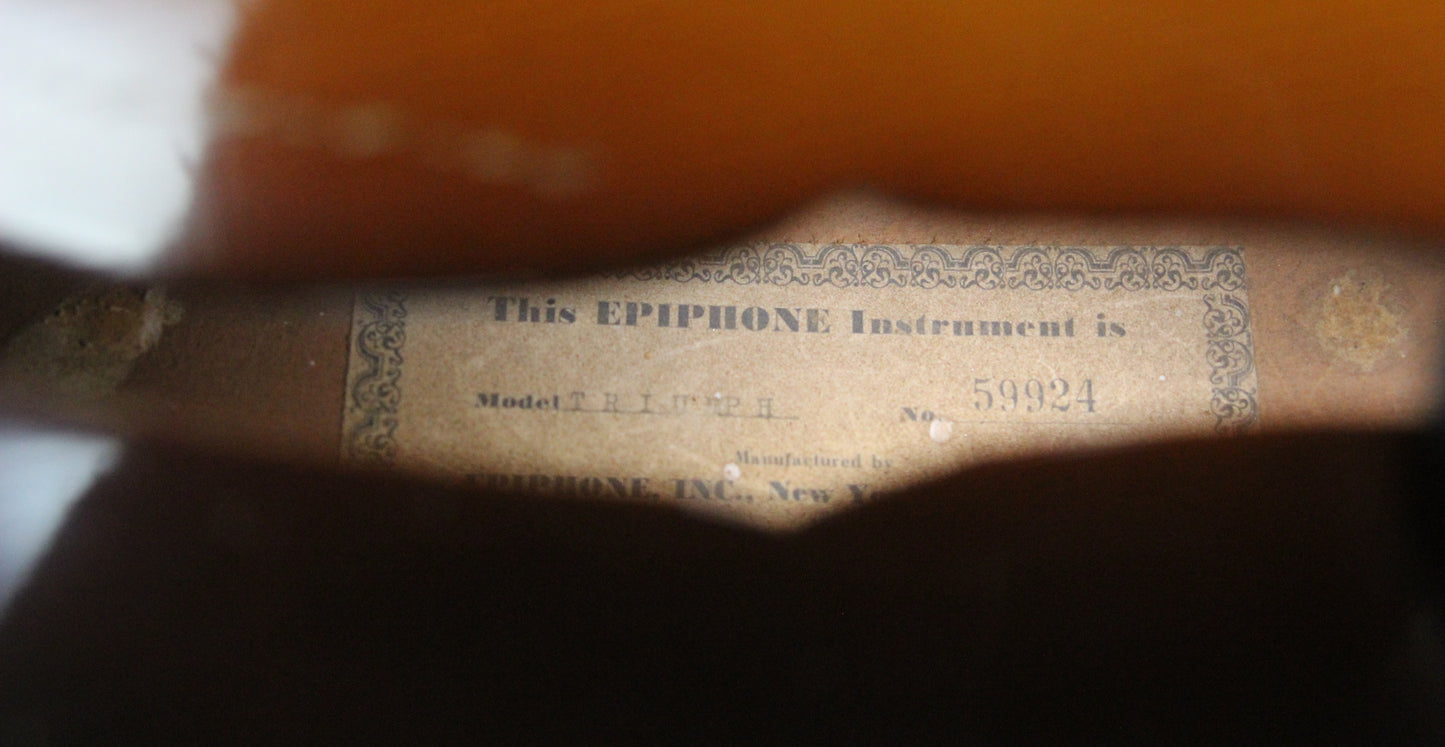 This EPIPHONE Instrument is
Model TRIUMPH No. 59924
Manufactured by
EPIPHONE, INC., New